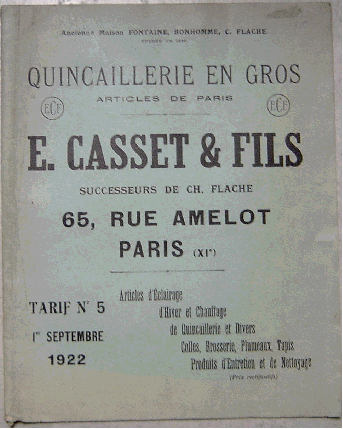 Ancienne Maison FONTAINE, BONHOMME, C. FLACHE
QUINCAILLERIE EN GROS
ARTICLES DE PARIS
ECF
ECF
E. CASSET & FILS
SUCCESSEURS DE CH. FLACHE
65, RUE AMELOT
PARIS (XIe)
TARIF No 5
1er SEPTEMBRE
1922
Articles d'Éclairage
d'Hiver et Chauffage
de Quincaillerie et Divers
Colles, Brosserie, Plumeaux, Tapis
Produits d'Entretien et de Nettoyage